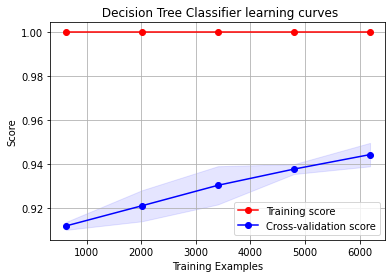 Decision Tree Classifier learning curves
1.00
0.98
0.96
0.94
0.92
Score
Training score
Cross-validation score
1000 2000 3000 4000 5000 6000
Training Examples